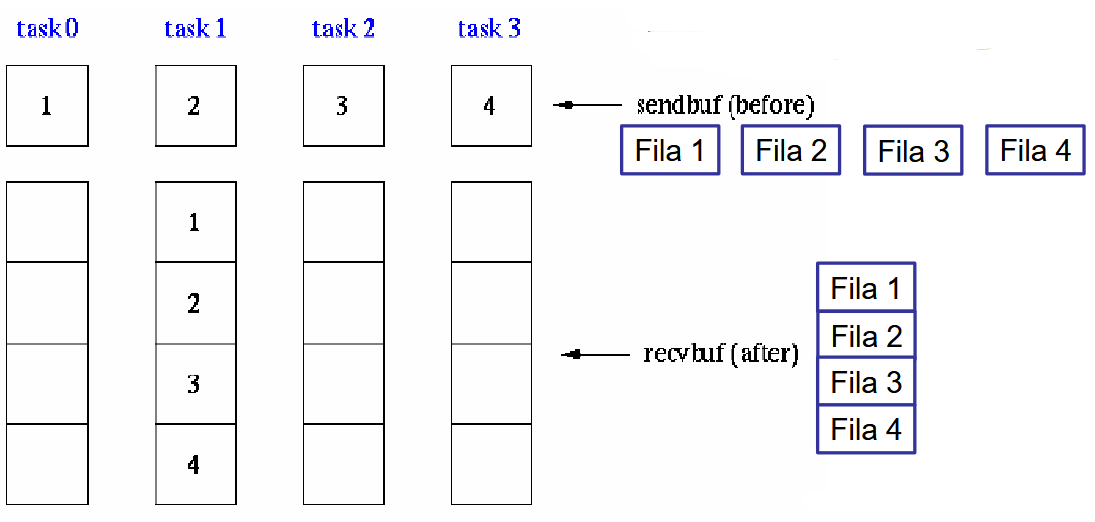 task 0 task 1 task 2 task 3
1 2 3 4 sendbuf (before)
Fila 1 Fila 2 Fila 3 Fila 4
1
2
3
4
recvbuf (after)
Fila 1
Fila 2
Fila 3
Fila 4